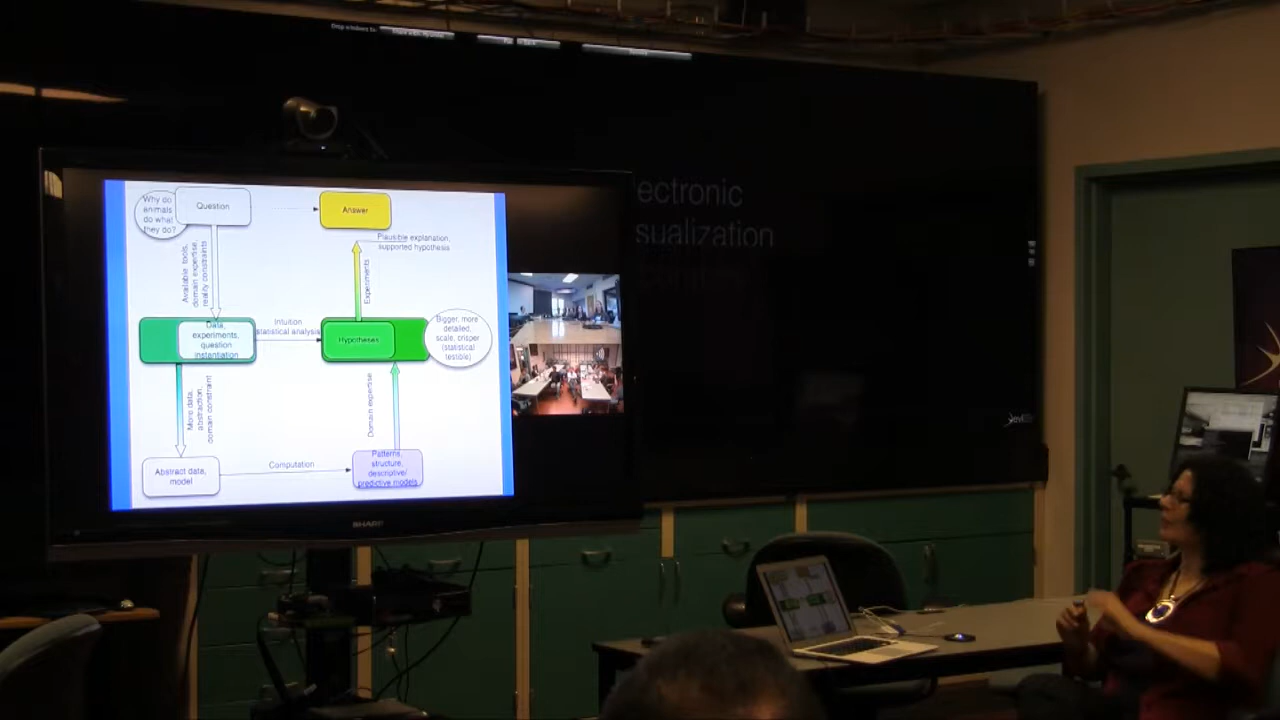 ectronic
sualization
Why do
animals
do what
they do?
Question
Answer
Plausible explanation,
supported hypothesis
Available tools,
domain expertise,
reality constraints
Experiments
Data,
experiments,
question
instantiation
Intuition
statistical analysis
Hypotheses
Bigger, more
detailed,
scale, crisper
(statistical
testible)
More data,
abstraction,
domain constraint
Domain expertise
Abstract data,
model
Computation
Patterns,
structure,
descriptive/
predictive models
SHARP